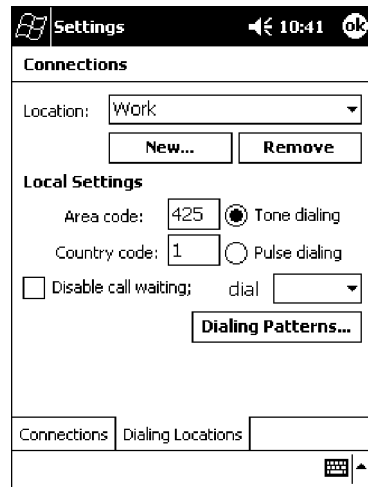 Settings 10:41 ok
Connections
Location: Work
New... Remove
Local Settings
Area code: 425 Tone dialing
Country code: 1 Pulse dialing
Disable call waiting; dial
Dialing Patterns...
Connections Dialing Locations